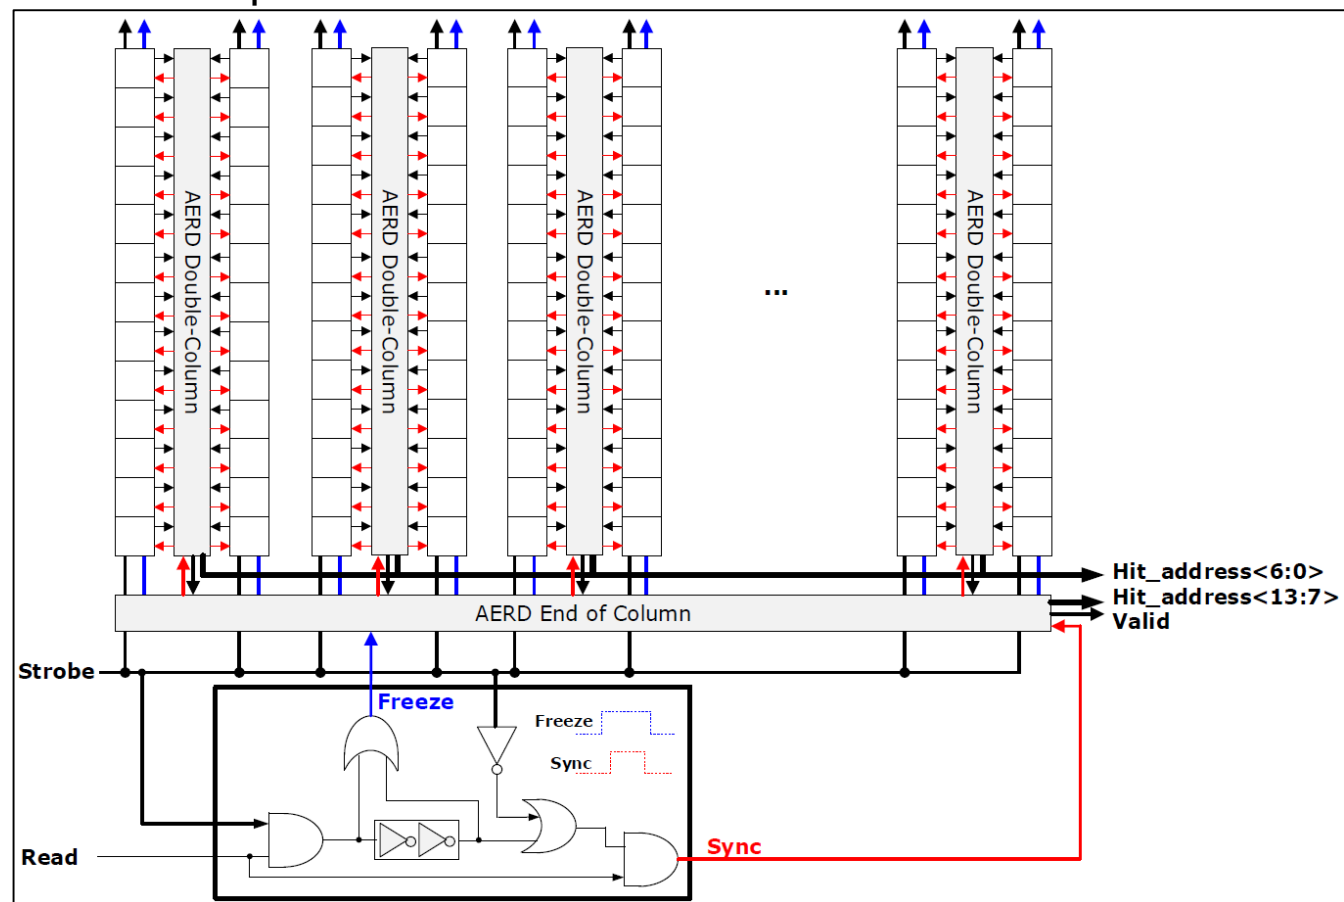 AERD Double-Column
AERD Double-Column
AERD Double-Column
...
AERD Double-Column
Hit_address<6:0>
Hit_address<13:7>
Valid
AERD End of Column
Strobe
Freeze
Freeze
Sync
Read
Sync